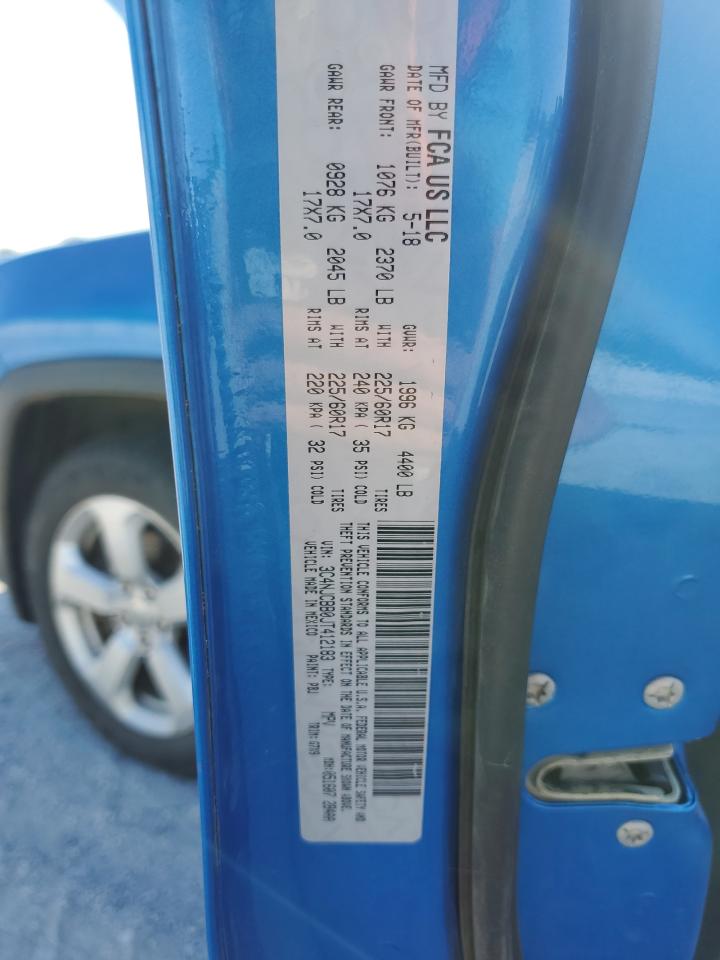 MFD BY FCA US LLC
DATE OF MFR(BUILT): 5-18 GVWR: 1996 KG 4400 LB
GAWR FRONT: 1076 KG 2370 LB WITH 225/60R17 TIRES
17X7.0 RIMS AT 240 KPA ( 35 PSI) COLD
GAWR REAR: 0928 KG 2045 LB WITH 225/60R17 TIRES
17X7.0 RIMS AT 220 KPA ( 32 PSI) COLD
THIS VEHICLE CONFORMS TO ALL APPLICABLE U.S.A. FEDERAL MOTOR VEHICLE SAFETY AND
THEFT PREVENTION STANDARDS IN EFFECT ON THE DATE OF MANUFACTURE SHOWN ABOVE.
VIN: 3C4NJCBB0JT412183 TYPE: MPV
VEHICLE MADE IN MEXICO PAINT: PBJ